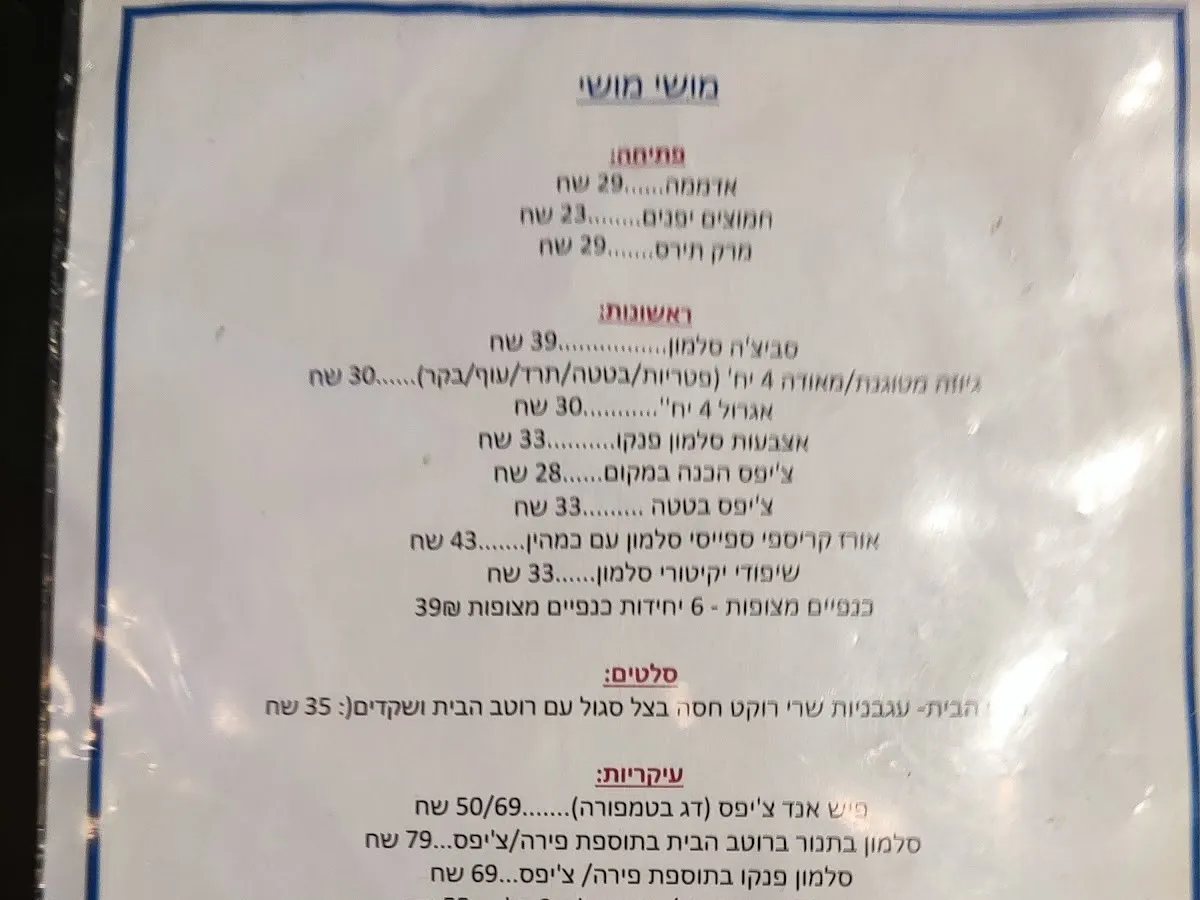 מושי מושי
פתיחה:
אדממה......29 שח
חמוצים יפנים........23 שח
מרק תירס.......29 שח
ראשונות:
סביצ'ה סלמון................39 שח
גיוזה מטוגנת/מאודה 4 יח' (פטריות/בטטה/תרד/עוף/בקר)......30 שח
אגרול 4 יח''...........30 שח
אצבעות סלמון פנקו..........33 שח
צ'יפס הכנה במקום......28 שח
צ'יפס בטטה .........33 שח
אורז קריספי ספייסי סלמון עם כמהין.......43 שח
שיפודי יקיטורי סלמון......33 שח
כנפיים מצופות - 6 יחידות כנפיים מצופות 39₪
סלטים:
הבית- עגבניות שרי רוקט חסה בצל סגול עם רוטב הבית ושקדים(: 35 שח
עיקריות:
פיש אנד צ'יפס (דג בטמפורה).......50/69 שח
סלמון בתנור ברוטב הבית בתוספת פירה/צ'יפס...79 שח
סלמון פנקו בתוספת פירה/ צ'יפס...69 שח